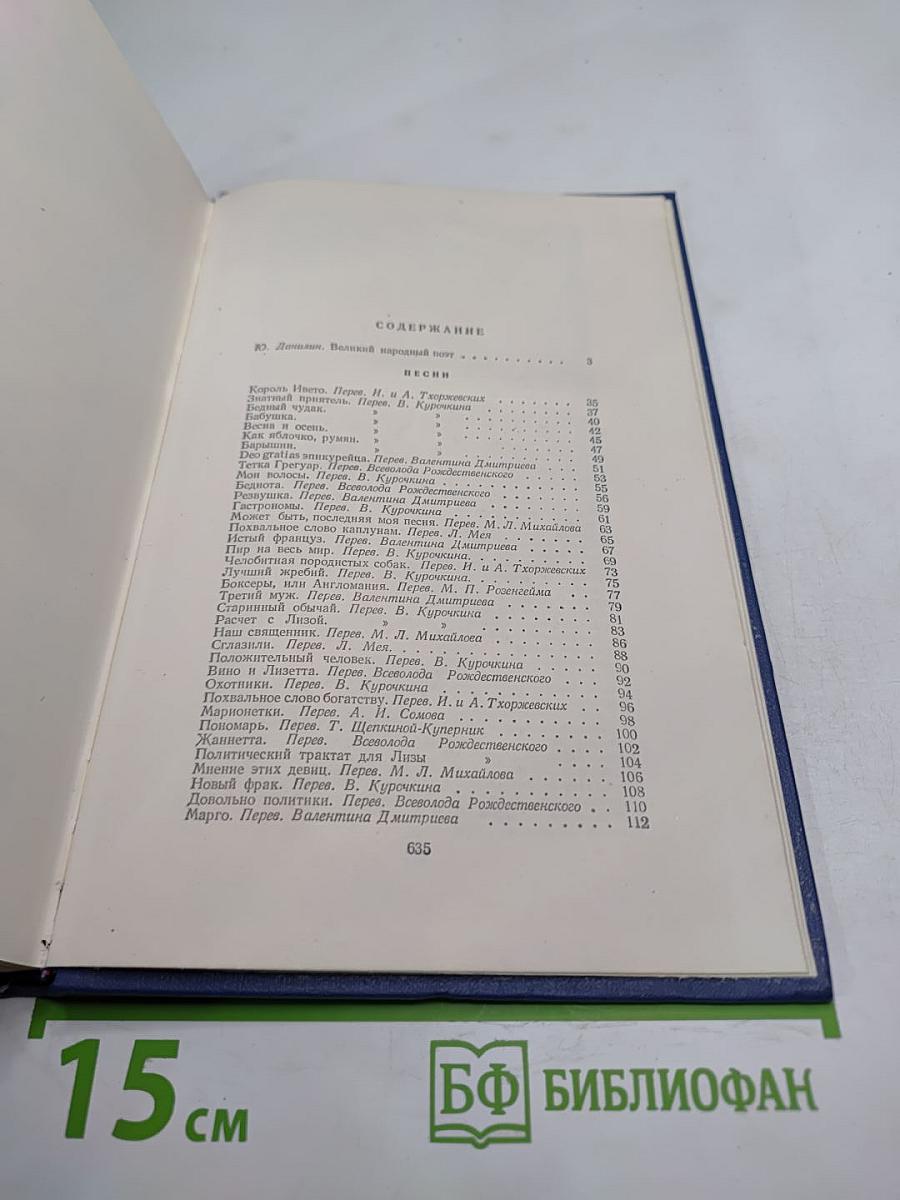 СОДЕРЖАНИЕ
Ю. Данилин. Великий народный поэт . . . . . . . . . . 3
ПЕСНИ
Король Ивето. Перев. И. и А. Тхоржевских . . . . . . . 35
Знатный приятель. Перев. В. Курочкина . . . . . . . . 37
Бедный чудак. » » . . . . . . . . 40
Бабушка. » » . . . . . . . . 42
Весна и осень. » » . . . . . . . . 45
Как яблочко, румян. » » . . . . . . . . 47
Барышни. » » . . . . . . . . 49
Deo gratias эпикурейца. Перев. Валентина Дмитриева . . . 51
Тетка Грегуар. Перев. Всеволода Рождественского . . . . . 53
Мои волосы. Перев. В. Курочкина . . . . . . . . 55
Беднота. Перев. Всеволода Рождественского . . . . . . . 56
Резвушка. Перев. Валентина Дмитриева . . . . . . . 59
Гастрономы. Перев. В. Курочкина . . . . . . . . 61
Может быть, последняя моя песня. Перев. М. Л. Михайлова 63
Похвальное слово каплунам. Перев. Л. Мея . . . . . . . 65
Истый француз. Перев. Валентина Дмитриева . . . . . 67
Пир на весь мир. Перев. В. Курочкина. . . . . . . . . 69
Челобитная породистых собак. Перев. И. и А. Тхоржевских 73
Лучший жребий. Перев. В. Курочкина. . . . . . . . . 75
Боксеры, или Англомания. Перев. М. П. Розенгейма . . 77
Третий муж. Перев. Валентина Дмитриева . . . . . . . 79
Старинный обычай. Перев. В. Курочкина . . . . . . . . 81
Расчет с Лизой. » » . . . . . . . . 83
Наш священник. Перев. М. Л. Михайлова . . . . . . . . 86
Сглазили. Перев. Л. Мея. . . . . . . . . . . . . . 88
Положительный человек. Перев. В. Курочкина . . . . . 90
Вино и Лизетта. Перев. Всеволода Рождественского . . . 92
Охотники. Перев. В. Курочкина . . . . . . . . . . . 94
Похвальное слово богатству. Перев. И. и А. Тхоржевских . . 96
Марионетки. Перев. А. И. Сомова . . . . . . . . . . 98
Пономарь. Перев. Т. Щепкиной-Куперник . . . . . . . 100
Жаннетта. Перев. Всеволода Рождественского . . . . 102
Политический трактат для Лизы » . . . . 104
Мнение этих девиц. Перев. М. Л. Михайлова . . . . . . 106
Новый фрак. Перев. В. Курочкина . . . . . . . . . . 108
Довольно политики. Перев. Всеволода Рождественского . . 110
Марго. Перев. Валентина Дмитриева . . . . . . . . 112
635
15 см
БФ БИБЛИОФАН